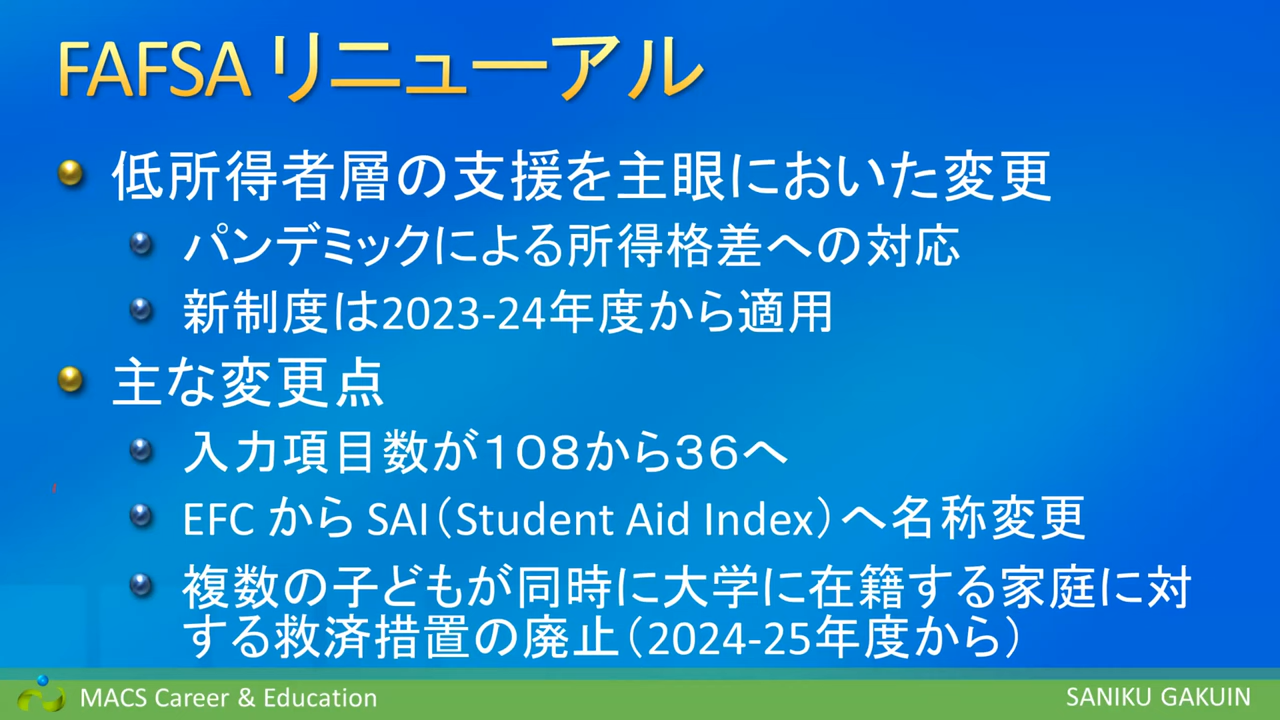 FAFSA リニューアル
低所得者層の支援を主眼においた変更
パンデミックによる所得格差への対応
新制度は2023-24年度から適用
主な変更点
入力項目数が１０８から３６へ
EFC から SAI（Student Aid Index）へ名称変更
複数の子どもが同時に大学に在籍する家庭に対
する救済措置の廃止（2024-25年度から）
MACS Career & Education
SANIKU GAKUIN